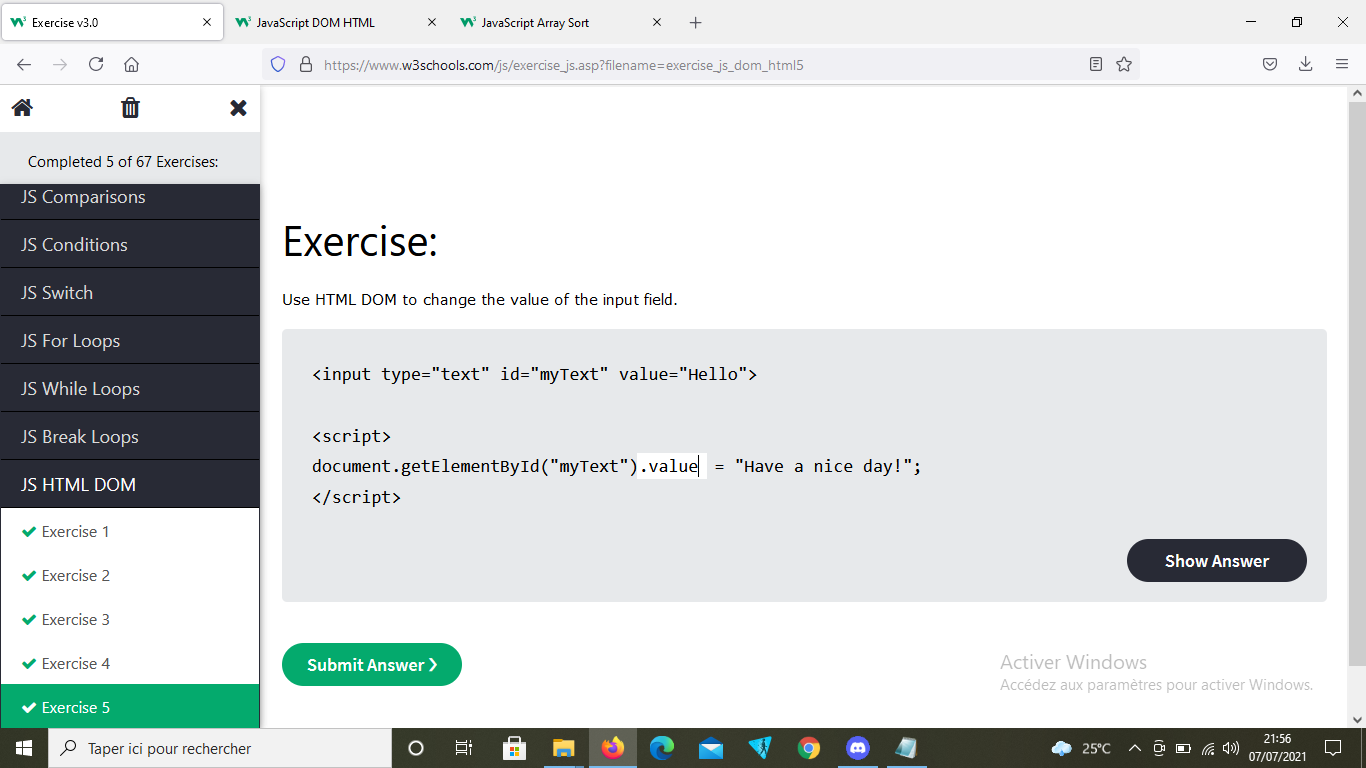 Exercise v3.0
JavaScript DOM HTML
JavaScript Array Sort
https://www.w3schools.com/js/exercise_js.asp?filename=exercise_js_dom_html5
Completed 5 of 67 Exercises:
JS Comparisons
JS Conditions
JS Switch
JS For Loops
JS While Loops
JS Break Loops
JS HTML DOM
Exercise 1
Exercise 2
Exercise 3
Exercise 4
Exercise 5
Exercise:
Use HTML DOM to change the value of the input field.
<input type="text" id="myText" value="Hello">
<script>
document.getElementById("myText").value = "Have a nice day!";
</script>
Show Answer
Submit Answer ❯
Activer Windows
Accédez aux paramètres pour activer Windows.
Taper ici pour rechercher
25°C
21:56
07/07/2021